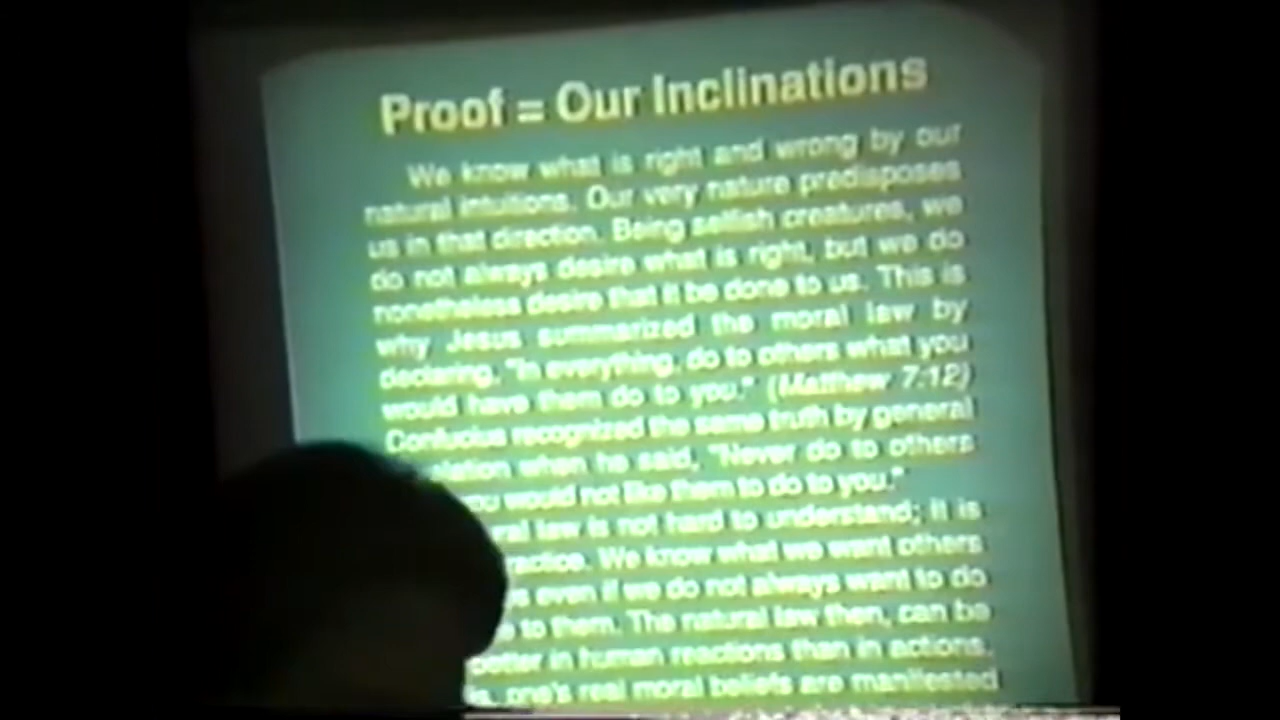 Proof = Our Inclinations
We know what is right and wrong by our
natural intuitions. Our very nature predisposes
us in that direction. Being selfish creatures, we
do not always desire what is right, but we do
nonetheless desire that it be done to us. This is
why Jesus summarized the moral law by
declaring, "In everything, do to others what you
would have them do to you." (Matthew 7:12)
Confucius recognized the same truth by general
when he said, "Never do to others
you would not like them to do to you."
law is not hard to understand; it is
We know what we want others
even if we do not always want to do
to them. The natural law then, can be
better in human reactions than in actions.
one's real moral beliefs are manifested